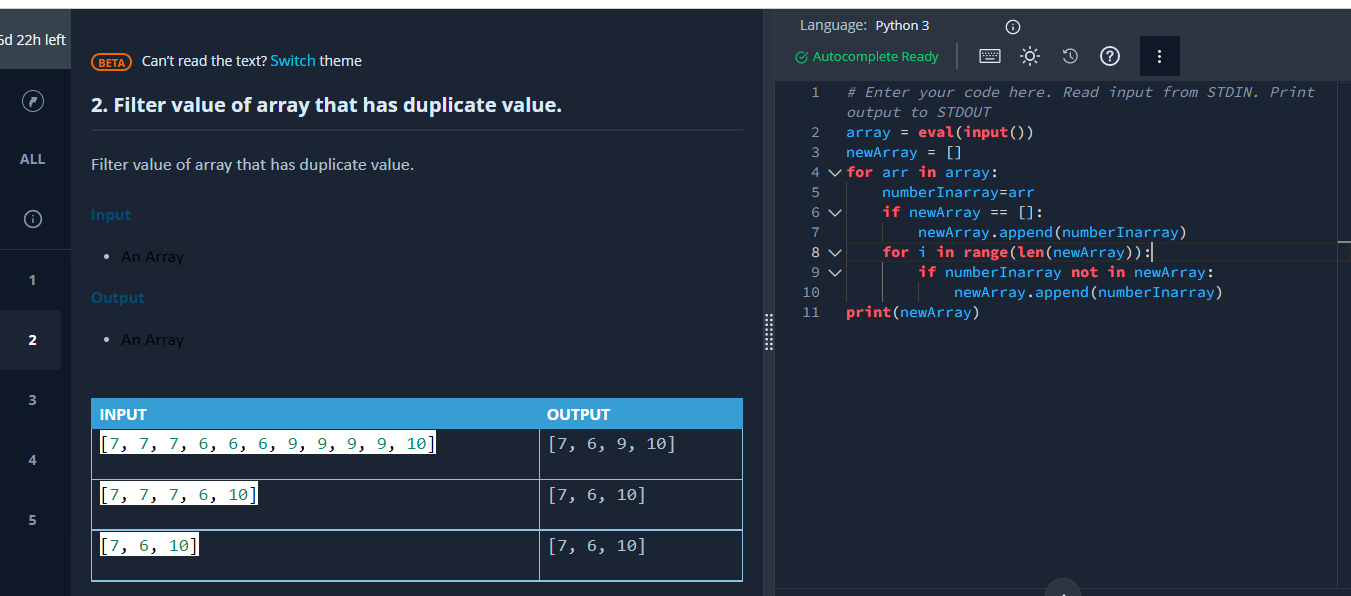 6d 22h left
ALL
1
2
3
4
5
BETA Can't read the text? Switch theme
2. Filter value of array that has duplicate value.
Filter value of array that has duplicate value.
Input
• An Array
Output
• An Array
INPUT OUTPUT
[7, 7, 7, 6, 6, 6, 9, 9, 9, 9, 10] [7, 6, 9, 10]
[7, 7, 7, 6, 10] [7, 6, 10]
[7, 6, 10] [7, 6, 10]
Language: Python 3
Autocomplete Ready
1 # Enter your code here. Read input from STDIN. Print
output to STDOUT
2 array = eval(input())
3 newArray = []
4 for arr in array:
5 numberInarray=arr
6 if newArray == []:
7 newArray.append(numberInarray)
8 for i in range(len(newArray)):
9 if numberInarray not in newArray:
10 newArray.append(numberInarray)
11 print(newArray)